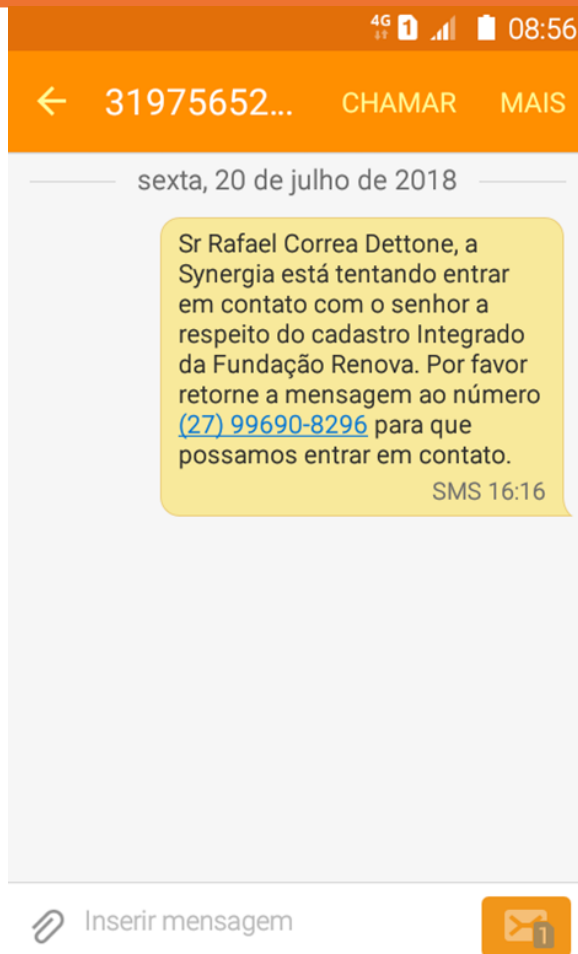 4G 1 08:56
31975652... CHAMAR MAIS
sexta, 20 de julho de 2018
Sr Rafael Correa Dettone, a
Synergia está tentando entrar
em contato com o senhor a
respeito do cadastro Integrado
da Fundação Renova. Por favor
retorne a mensagem ao número
(27) 99690-8296 para que
possamos entrar em contato.
SMS 16:16
Inserir mensagem
1